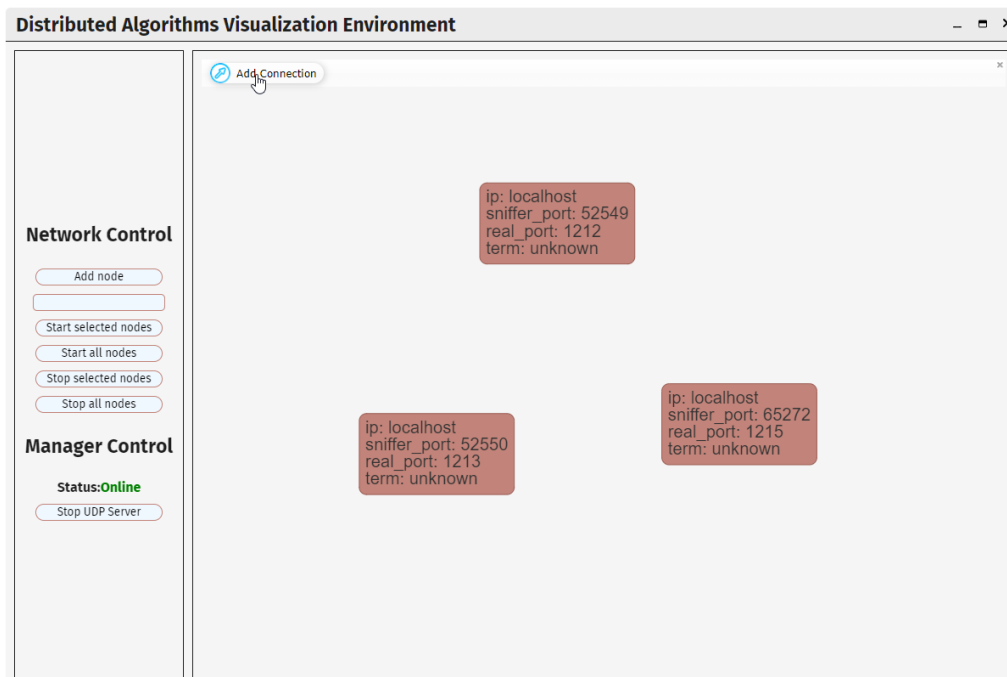 Distributed Algorithms Visualization Environment
Add Connection
Network Control
Add node
Start selected nodes
Start all nodes
Stop selected nodes
Stop all nodes
Manager Control
Status:Online
Stop UDP Server
ip: localhost
sniffer_port: 52549
real_port: 1212
term: unknown
ip: localhost
sniffer_port: 52550
real_port: 1213
term: unknown
ip: localhost
sniffer_port: 65272
real_port: 1215
term: unknown